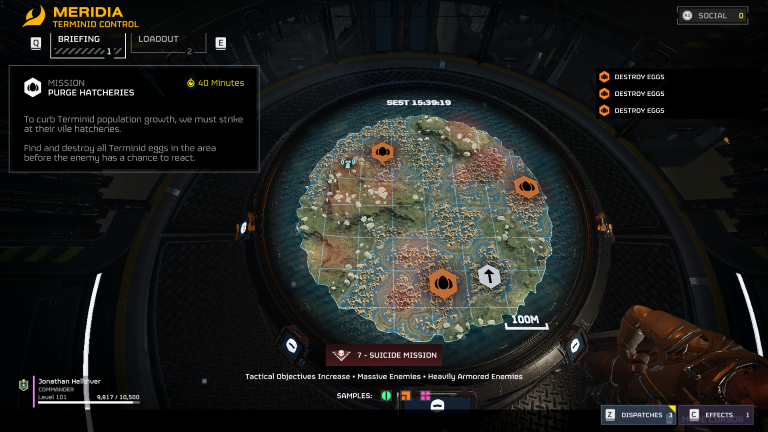 MERIDIA
TERMINID CONTROL
SOCIAL 0
Q BRIEFING LOADOUT E
1 2
MISSION
PURGE HATCHERIES
40 Minutes
To curb Terminid population growth, we must strike
at their vile hatcheries.
Find and destroy all Terminid eggs in the area
before the enemy has a chance to react.
DESTROY EGGS
DESTROY EGGS
DESTROY EGGS
SEST 15:39:19
100M
7 - SUICIDE MISSION
Tactical Objectives Increase • Massive Enemies • Heavily Armored Enemies
SAMPLES:
Jonathan Helldiver
COMMANDER
Level 101 9,817 / 10,500
Z DISPATCHES 3
C EFFECTS 1
CURSOR